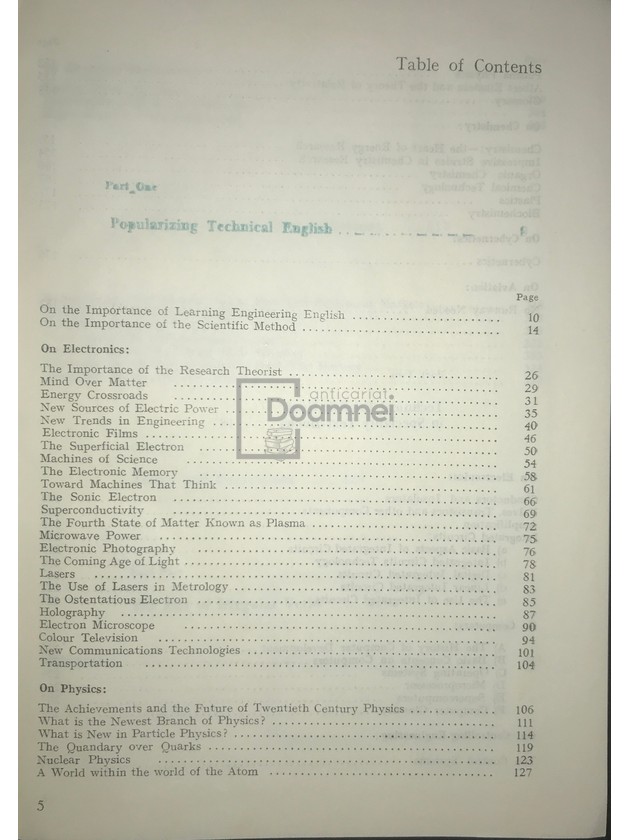 Table of Contents
Part One
Popularizing Technical English
Page
On the Importance of Learning Engineering English 10
On the Importance of the Scientific Method 14
On Electronics:
The Importance of the Research Theorist 26
Mind Over Matter 29
Energy Crossroads 31
New Sources of Electric Power 35
New Trends in Engineering 40
Electronic Films 46
The Superficial Electron 50
Machines of Science 54
The Electronic Memory 58
Toward Machines That Think 61
The Sonic Electron 66
Superconductivity 69
The Fourth State of Matter Known as Plasma 72
Microwave Power 75
Electronic Photography 76
The Coming Age of Light 78
Lasers 81
The Use of Lasers in Metrology 83
The Ostentatious Electron 85
Holography 87
Electron Microscope 90
Colour Television 94
New Communications Technologies 101
Transportation 104
On Physics:
The Achievements and the Future of Twentieth Century Physics 106
What is the Newest Branch of Physics? 111
What is New in Particle Physics? 114
The Quandary over Quarks 119
Nuclear Physics 123
A World within the world of the Atom 127
5
anticariat
Doamnei